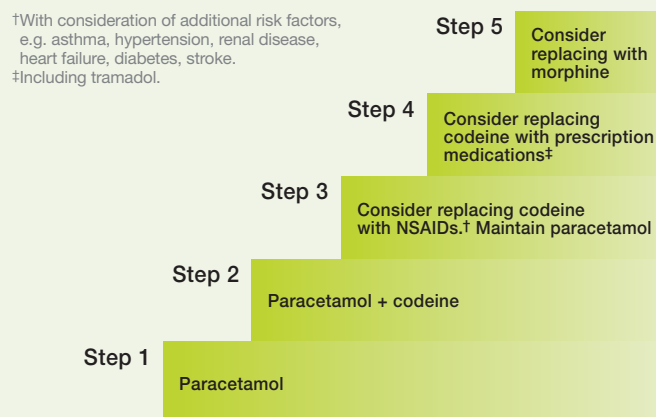 †With consideration of additional risk factors,
e.g. asthma, hypertension, renal disease,
heart failure, diabetes, stroke.
‡Including tramadol.
Step 5
Consider
replacing with
morphine
Step 4
Consider replacing
codeine with prescription
medications‡
Step 3
Consider replacing codeine
with NSAIDs.† Maintain paracetamol
Step 2
Paracetamol + codeine
Step 1
Paracetamol